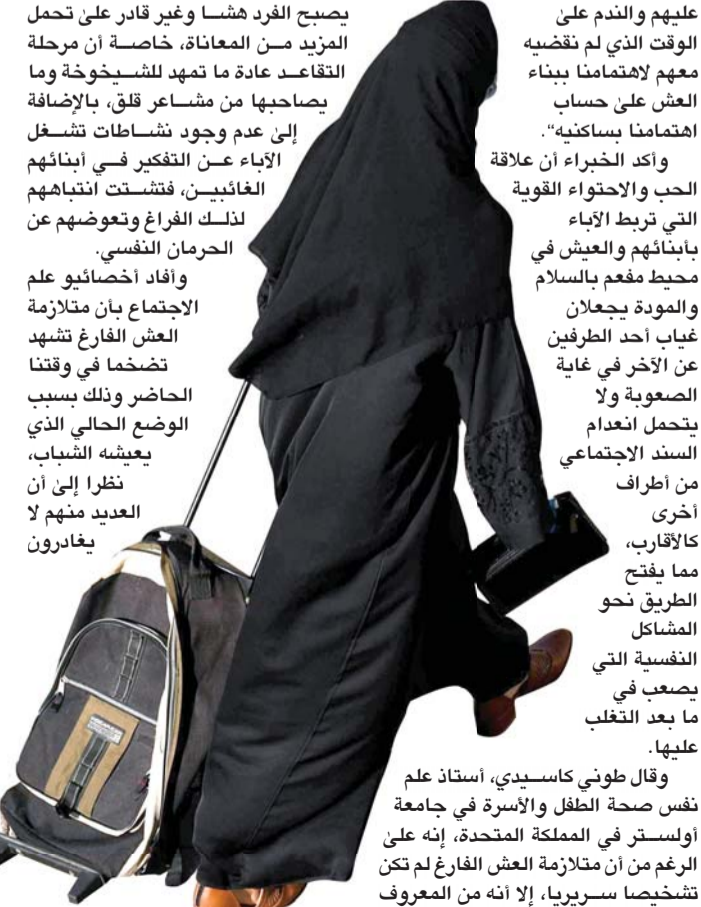 عليهم والندم على
الوقت الذي لم نقضيه
معهم لاهتمامنا ببناء
العش على حساب
اهتمامنا بساكنيه".
وأكد الخبراء أن علاقة
الحب والاحتواء القوية
التي تربط الآباء
بأبنائهم والعيش في
محيط مفعم بالسلام
والمودة يجعلان
غياب أحد الطرفين
عن الآخر في غاية
الصعوبة ولا
يتحمل انعدام
السند الاجتماعي
من أطراف
أخرى
كالأقارب،
مما يفتح
الطريق نحو
المشاكل
النفسية التي
يصعب في
ما بعد التغلب
عليها.
وقال طوني كاسيدي، أستاذ علم
نفس صحة الطفل والأسرة في جامعة
أولستر في المملكة المتحدة، إنه على
الرغم من أن متلازمة العش الفارغ لم تكن
تشخيصا سريريا، إلا أنه من المعروف
يصبح الفرد هشا وغير قادر على تحمل
المزيد من المعاناة، خاصة أن مرحلة
التقاعد عادة ما تمهد للشيخوخة وما
يصاحبها من مشاعر قلق، بالإضافة
إلى عدم وجود نشاطات تشغل
الآباء عن التفكير في أبنائهم
الغائبين، فتشتت انتباههم
لذلك الفراغ وتعوضهم عن
الحرمان النفسي.
وأفاد أخصائيو علم
الاجتماع بأن متلازمة
العش الفارغ تشهد
تضخما في وقتنا
الحاضر وذلك بسبب
الوضع الحالي الذي
يعيشه الشباب،
نظرا إلى أن
العديد منهم لا
يغادرون